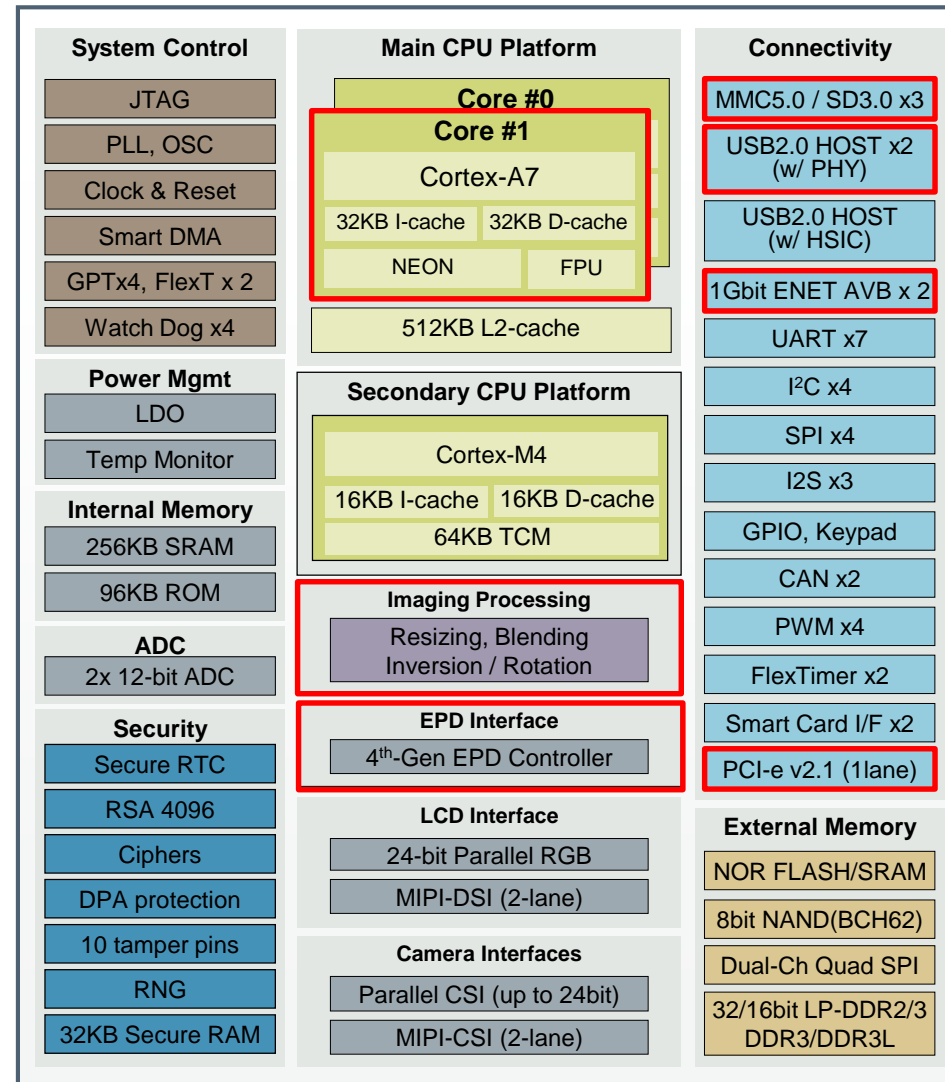 System Control
JTAG
PLL, OSC
Clock & Reset
Smart DMA
GPTx4, FlexT x 2
Watch Dog x4
Power Mgmt
LDO
Temp Monitor
Internal Memory
256KB SRAM
96KB ROM
ADC
2x 12-bit ADC
Security
Secure RTC
RSA 4096
Ciphers
DPA protection
10 tamper pins
RNG
32KB Secure RAM
Main CPU Platform
Core #0
Core #1
Cortex-A7
32KB I-cache 32KB D-cache
NEON FPU
512KB L2-cache
Secondary CPU Platform
Cortex-M4
16KB I-cache 16KB D-cache
64KB TCM
Imaging Processing
Resizing, Blending
Inversion / Rotation
EPD Interface
4th-Gen EPD Controller
LCD Interface
24-bit Parallel RGB
MIPI-DSI (2-lane)
Camera Interfaces
Parallel CSI (up to 24bit)
MIPI-CSI (2-lane)
Connectivity
MMC5.0 / SD3.0 x3
USB2.0 HOST x2
(w/ PHY)
USB2.0 HOST
(w/ HSIC)
1Gbit ENET AVB x 2
UART x7
I²C x4
SPI x4
I2S x3
GPIO, Keypad
CAN x2
PWM x4
FlexTimer x2
Smart Card I/F x2
PCI-e v2.1 (1lane)
External Memory
NOR FLASH/SRAM
8bit NAND(BCH62)
Dual-Ch Quad SPI
32/16bit LP-DDR2/3
DDR3/DDR3L